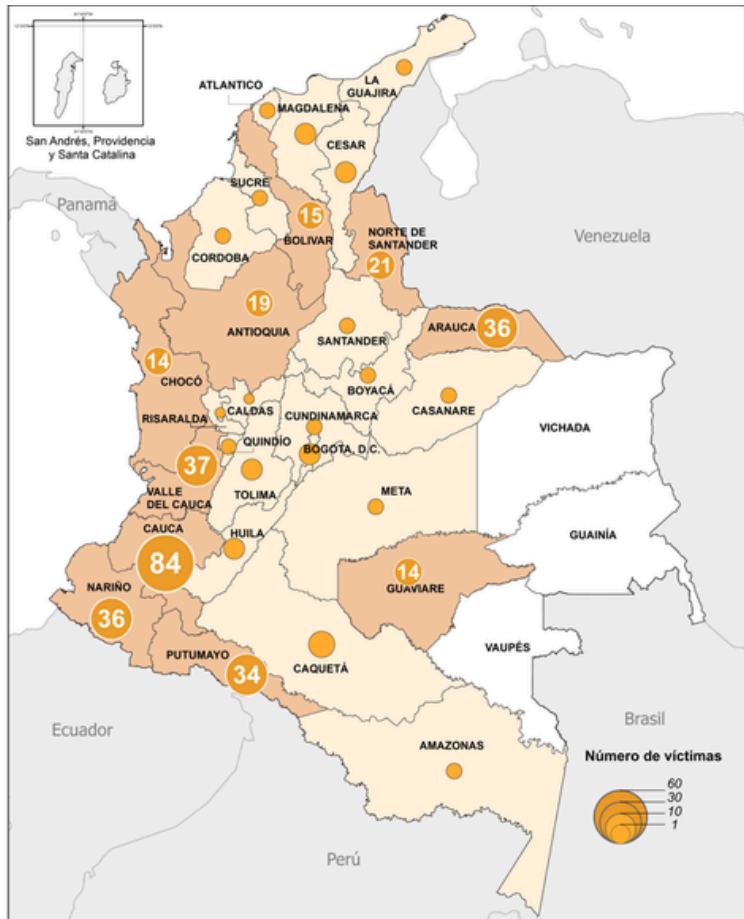 San Andrés, Providencia
y Santa Catalina
ATLANTICO
LA
GUAJIRA
MAGDALENA
CESAR
SUCRE
Panamá
15
BOLIVAR
NORTE DE
SANTANDER
21
Venezuela
CORDOBA
19
ANTIOQUIA
SANTANDER
ARAUCA
36
14
CHOCÓ
BOYACÁ
CASANARE
RISARALDA
CALDAS
CUNDINAMARCA
VICHADA
QUINDÍO
BOGOTA, D.C.
37
VALLE
DEL CAUCA
TOLIMA
META
CAUCA
HUILA
GUAINÍA
84
14
GUAVIARE
NARIÑO
36
PUTUMAYO
34
CAQUETÁ
VAUPÉS
Ecuador
Brasil
AMAZONAS
Número de víctimas
60
30
10
1
Perú